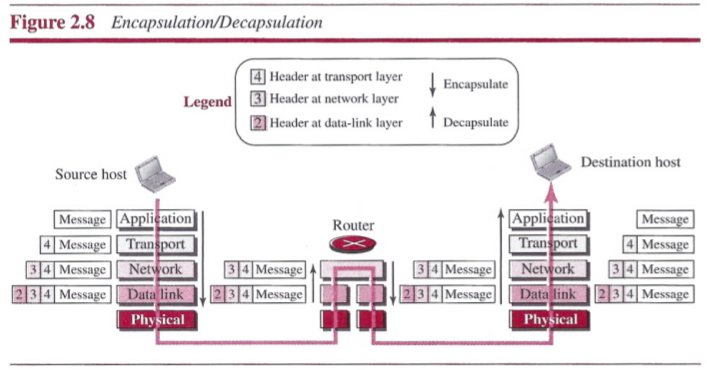 Figure 2.8 Encapsulation/Decapsulation
Legend
4 Header at transport layer
3 Header at network layer
2 Header at data-link layer
Encapsulate
Decapsulate
Source host
Destination host
Router
Message Application
4 Message Transport
3 4 Message Network
2 3 4 Message Data link
Physical
3 4 Message
2 3 4 Message
3 4 Message
2 3 4 Message
Application Message
Transport 4 Message
Network 3 4 Message
Data link 2 3 4 Message
Physical